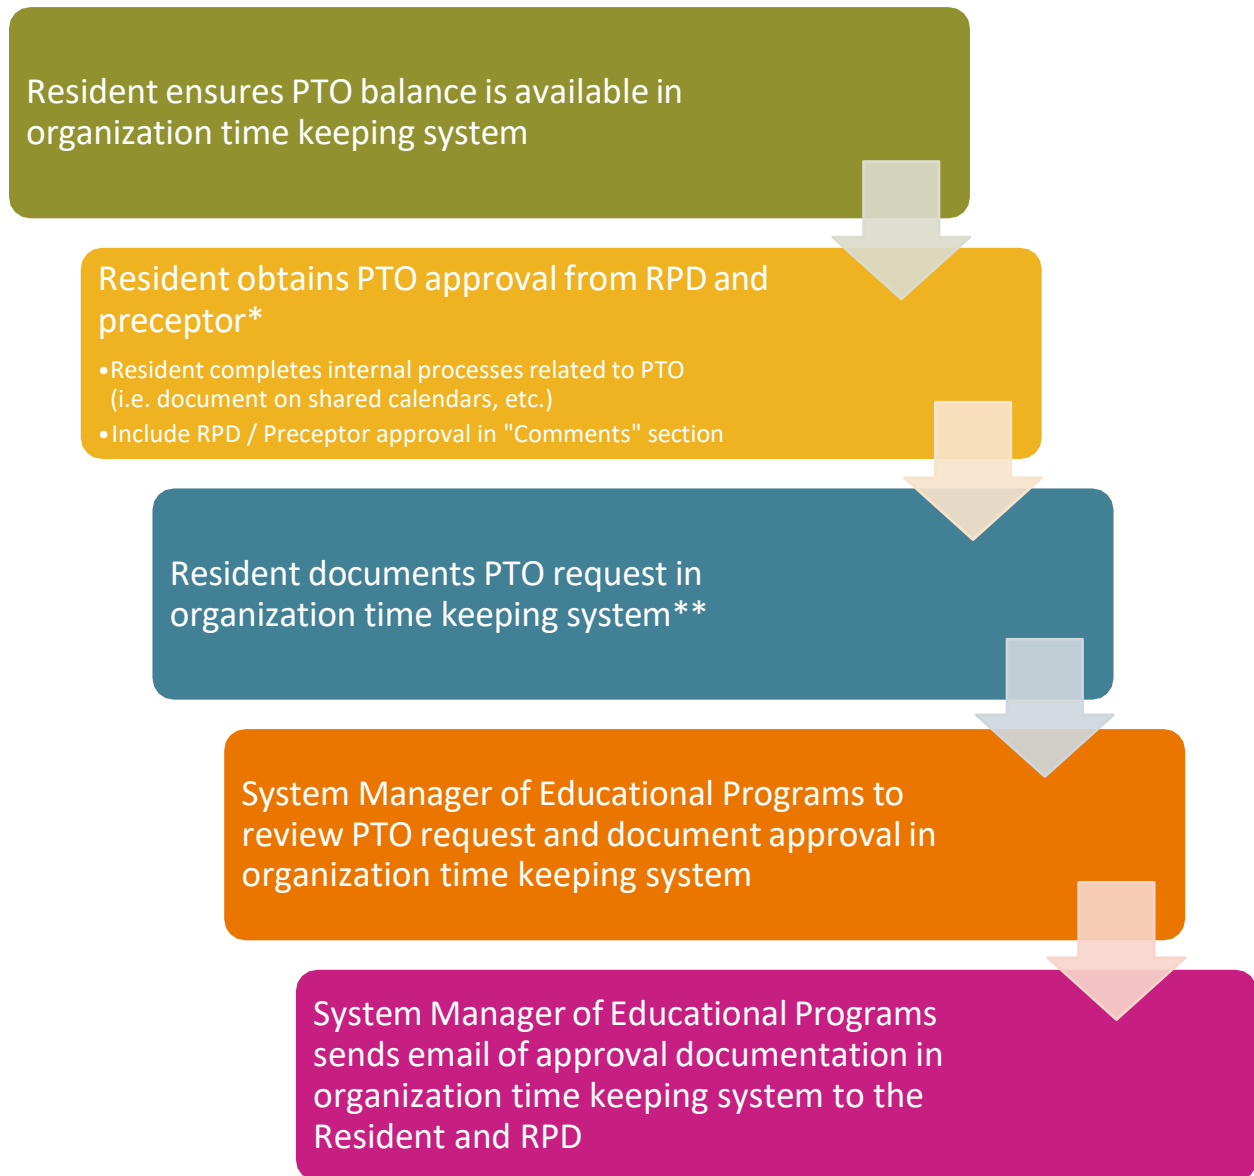 Resident ensures PTO balance is available in
organization time keeping system
Resident obtains PTO approval from RPD and
preceptor*
•Resident completes internal processes related to PTO
(i.e. document on shared calendars, etc.)
•Include RPD / Preceptor approval in "Comments" section
Resident documents PTO request in
organization time keeping system**
System Manager of Educational Programs to
review PTO request and document approval in
organization time keeping system
System Manager of Educational Programs
sends email of approval documentation in
organization time keeping system to the
Resident and RPD